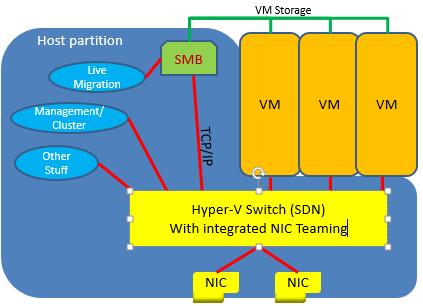 VM Storage
Host partition
SMB
Live
Migration
VM
VM
VM
Management/
Cluster
TCP/IP
Other
Stuff
Hyper-V Switch (SDN)
With integrated NIC Teaming
NIC
NIC